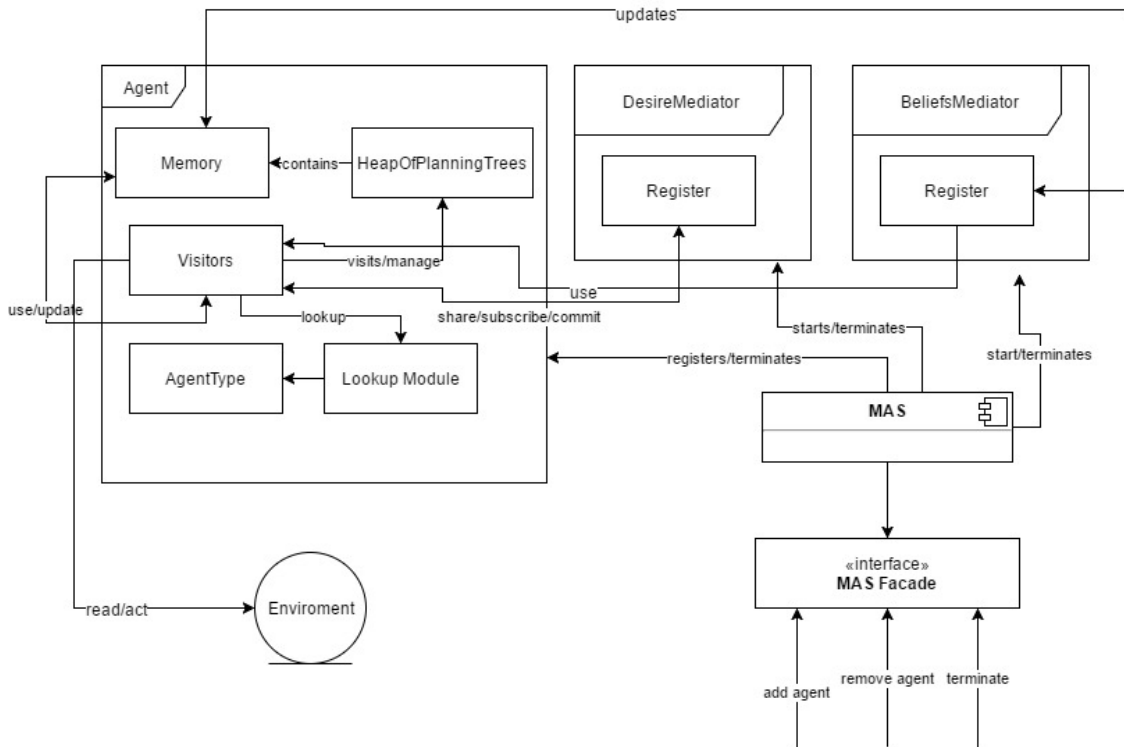 updates
Agent
DesireMediator
BeliefsMediator
Memory
contains
HeapOfPlanningTrees
Register
Register
Visitors
visits/manage
use
use/update
lookup
share/subscribe/commit
starts/terminates
start/terminates
registers/terminates
AgentType
Lookup Module
MAS
«interface»
MAS Facade
read/act
Enviroment
add agent
remove agent
terminate